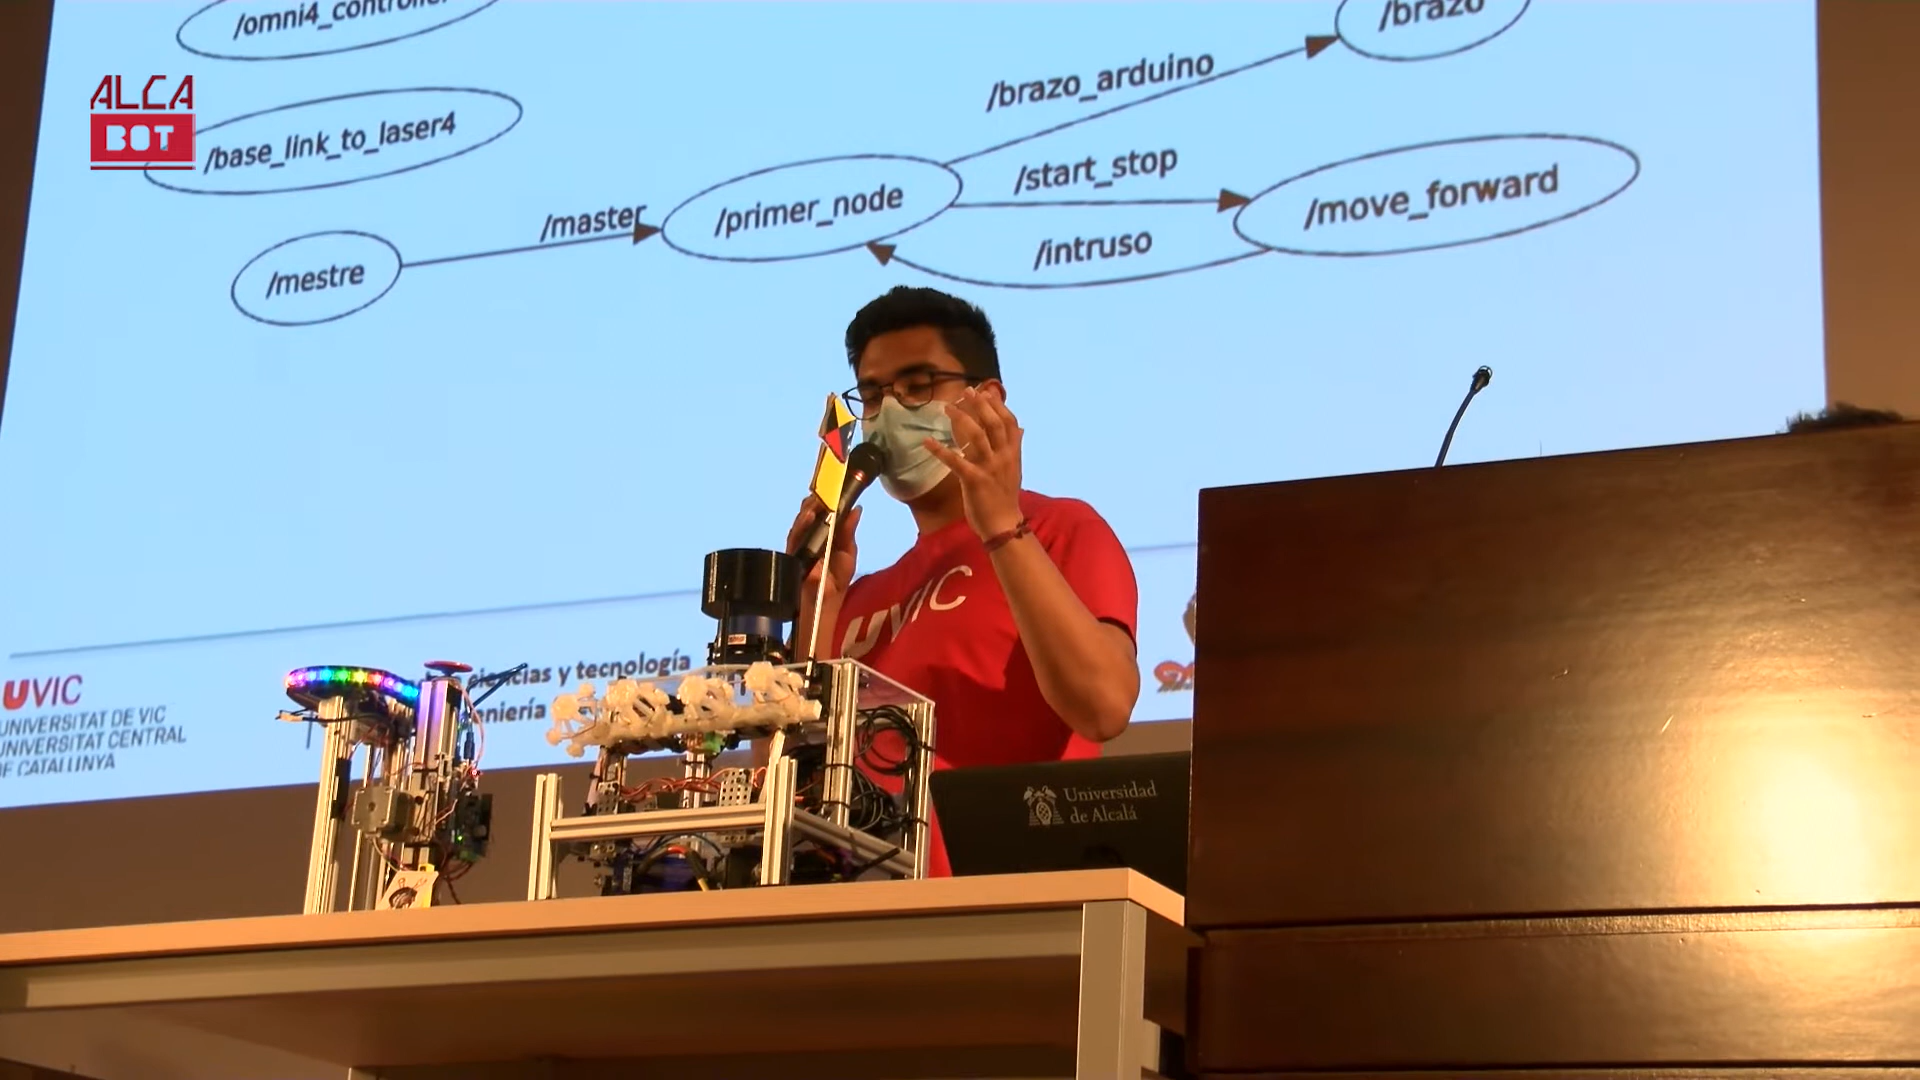 /omni4_controller
/brazo
/brazo_arduino
ALCA
BOT
/base_link_to_laser4
/start_stop
/move_forward
/master
/primer_node
/intruso
/mestre
UVIC
ciencias y tecnología
UVIC
UNIVERSITAT DE VIC
UNIVERSITAT CENTRAL
DE CATALUNYA
Universidad
de Alcalá